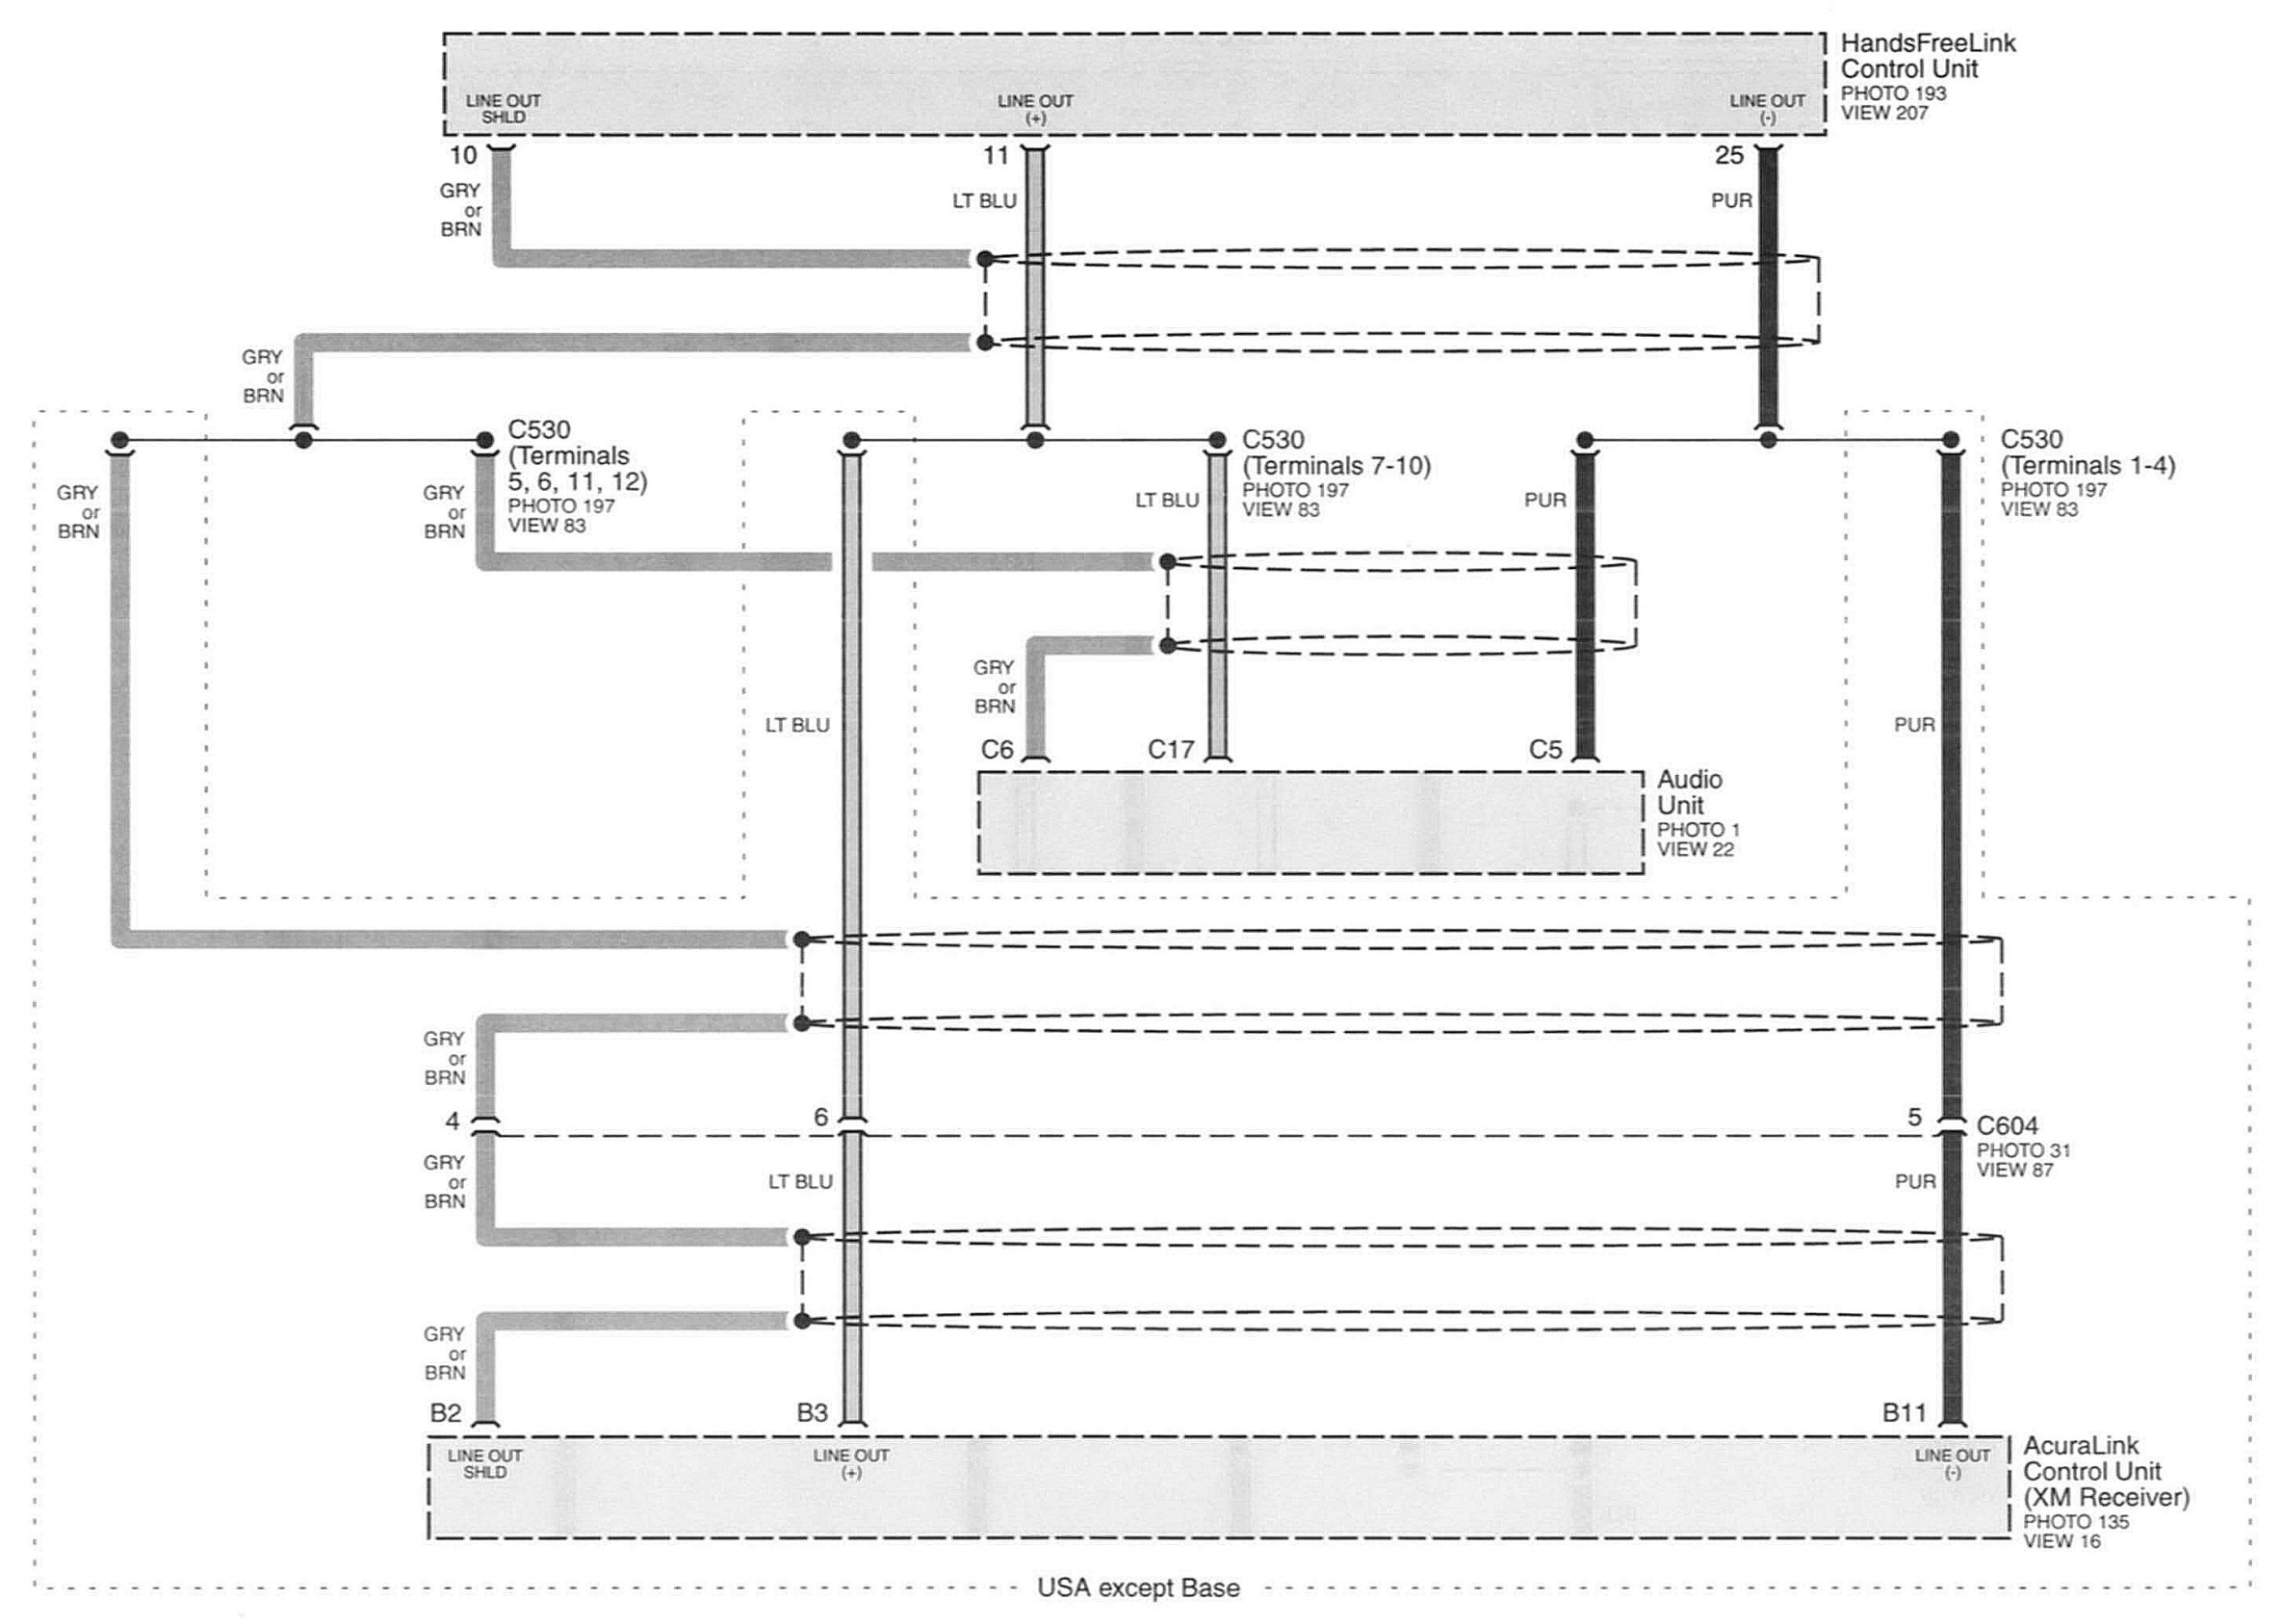 HandsFreeLink
Control Unit
PHOTO 193
VIEW 207
LINE OUT
SHLD
LINE OUT
(+)
LINE OUT
(-)
10
11
25
GRY
or
BRN
LT BLU
PUR
GRY
or
BRN
C530
(Terminals
5, 6, 11, 12)
PHOTO 197
VIEW 83
C530
(Terminals 7-10)
PHOTO 197
VIEW 83
C530
(Terminals 1-4)
PHOTO 197
VIEW 83
GRY
or
BRN
GRY
or
BRN
LT BLU
PUR
GRY
or
BRN
LT BLU
PUR
C6
C17
C5
Audio
Unit
PHOTO 1
VIEW 22
GRY
or
BRN
4
6
5
C604
PHOTO 31
VIEW 87
GRY
or
BRN
LT BLU
PUR
GRY
or
BRN
B2
B3
B11
LINE OUT
SHLD
LINE OUT
(+)
LINE OUT
(-)
AcuraLink
Control Unit
(XM Receiver)
PHOTO 135
VIEW 16
USA except Base